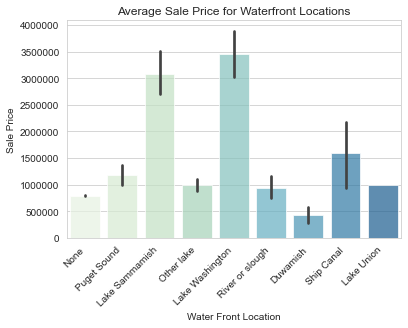 Average Sale Price for Waterfront Locations
4000000
3500000
3000000
2500000
2000000
1500000
1000000
500000
0
Sale Price
None
Puget Sound
Lake Sammamish
Other lake
Lake Washington
River or slough
Duwamish
Ship Canal
Lake Union
Water Front Location